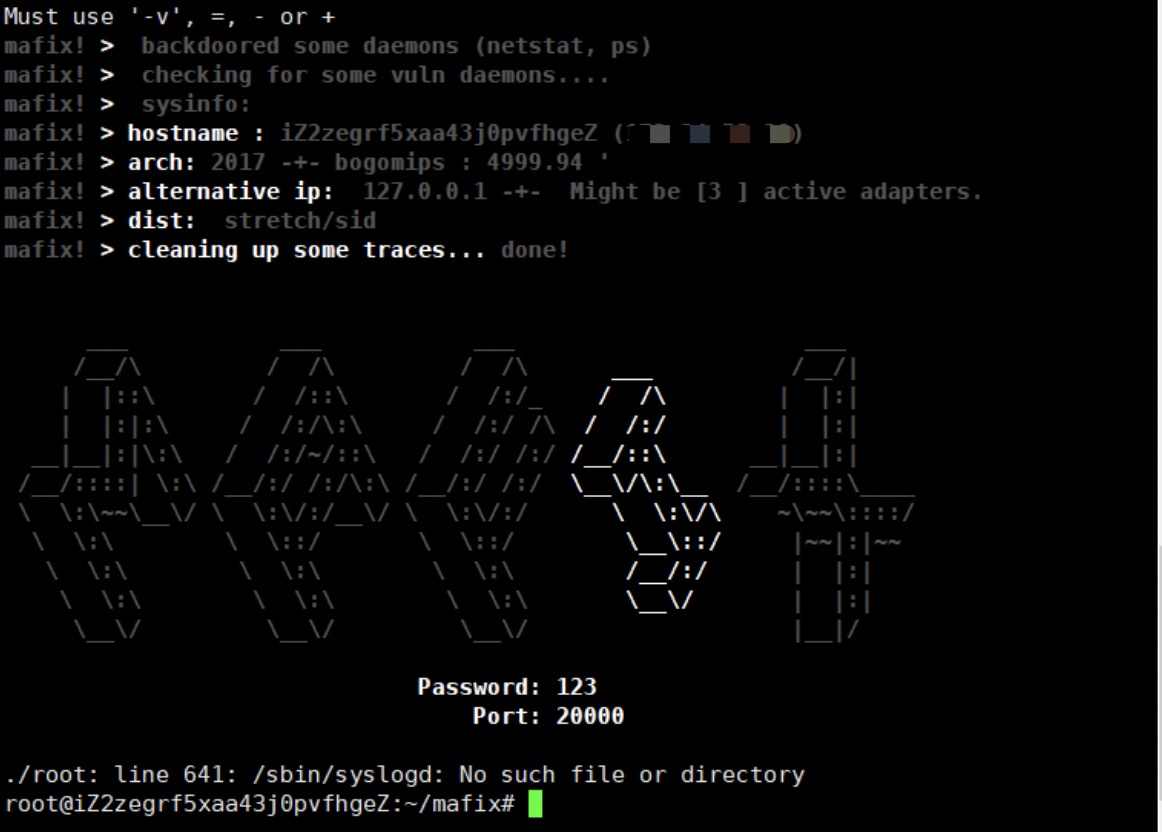 Must use '-v', =, - or +
mafix! > backdoored some daemons (netstat, ps)
mafix! > checking for some vuln daemons....
mafix! > sysinfo:
mafix! > hostname : iZ2zegrf5xaa43j0pvfhgeZ (
mafix! > arch: 2017 -+- bogomips : 4999.94 '
mafix! > alternative ip: 127.0.0.1 -+- Might be [3 ] active adapters.
mafix! > dist: stretch/sid
mafix! > cleaning up some traces... done!
Password: 123
Port: 20000
./root: line 641: /sbin/syslogd: No such file or directory
root@iZ2zegrf5xaa43j0pvfhgeZ:~/mafix#